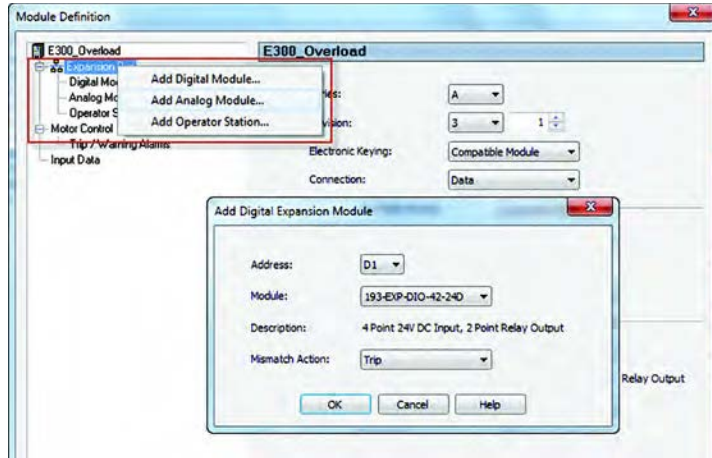 Module Definition
E300_Overload
E300_Overload
Expansion
Add Digital Module...
Add Analog Module...
Add Operator Station...
Digital Mo
Analog Mo
Operator S
Motor Control
Trip / Warning Alarms
Input Data
A
3
1
Electronic Keying:
Compatible Module
Connection:
Data
Add Digital Expansion Module
Address:
D1
Module:
193-EXP-DIO-42-24D
Description:
4 Point 24V DC Input, 2 Point Relay Output
Mismatch Action:
Trip
OK
Cancel
Help
Relay Output